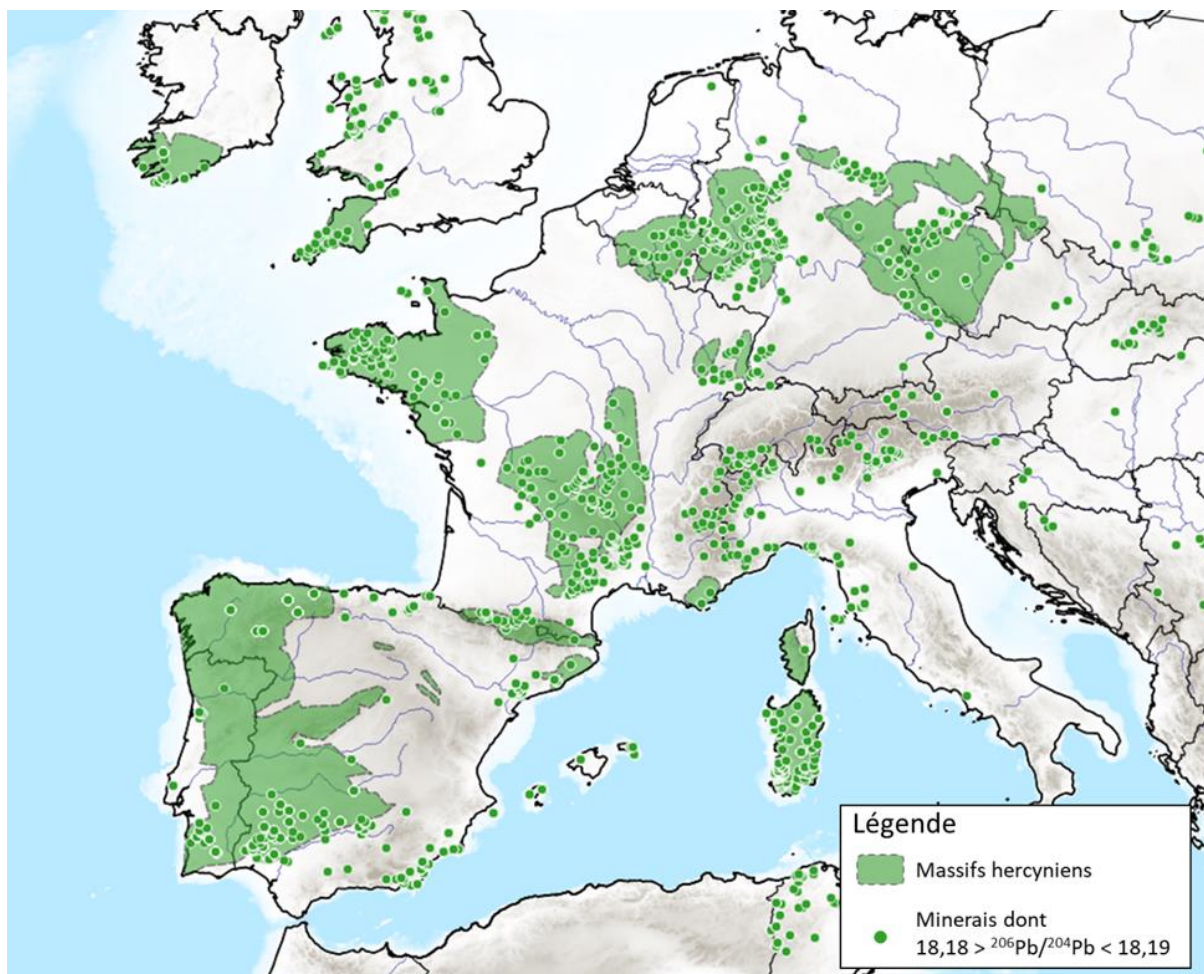 Légende
Massifs hercyniens
Minerais dont
18,18 > ²⁰⁶Pb/²⁰⁴Pb < 18,19